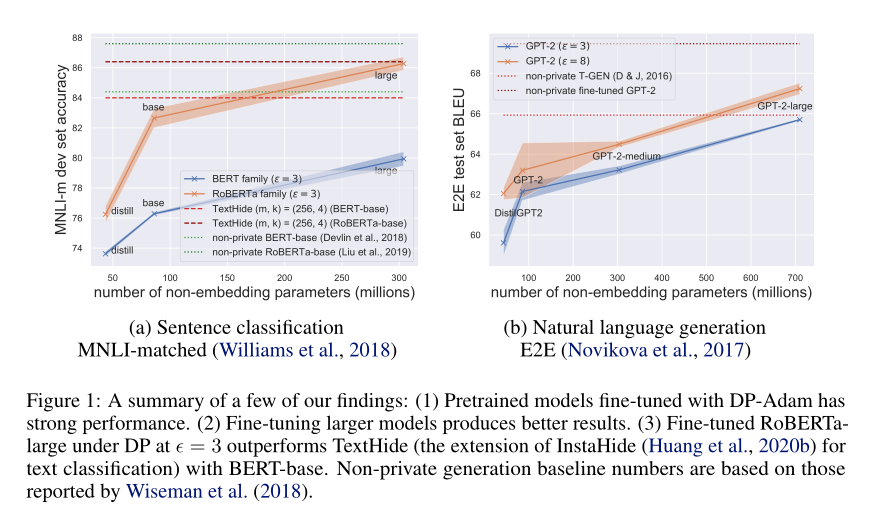 88
86
84
82
80
78
76
74
MNLI-m dev set accuracy
large
base
distill
large
base
distill
BERT family (ε = 3)
RoBERTa family (ε = 3)
TextHide (m, k) = (256, 4) (BERT-base)
TextHide (m, k) = (256, 4) (RoBERTa-base)
non-private BERT-base (Devlin et al., 2018)
non-private RoBERTa-base (Liu et al., 2019)
50 100 150 200 250 300
number of non-embedding parameters (millions)
(a) Sentence classification
MNLI-matched (Williams et al., 2018)
GPT-2 (ε = 3)
GPT-2 (ε = 8)
non-private T-GEN (D & J, 2016)
non-private fine-tuned GPT-2
68
66
64
62
60
E2E test set BLEU
GPT-2-large
GPT-2-medium
GPT-2
DistilGPT2
100 200 300 400 500 600 700
number of non-embedding parameters (millions)
(b) Natural language generation
E2E (Novikova et al., 2017)
Figure 1: A summary of a few of our findings: (1) Pretrained models fine-tuned with DP-Adam has
strong performance. (2) Fine-tuning larger models produces better results. (3) Fine-tuned RoBERTa-
large under DP at ϵ = 3 outperforms TextHide (the extension of InstaHide (Huang et al., 2020b) for
text classification) with BERT-base. Non-private generation baseline numbers are based on those
reported by Wiseman et al. (2018).